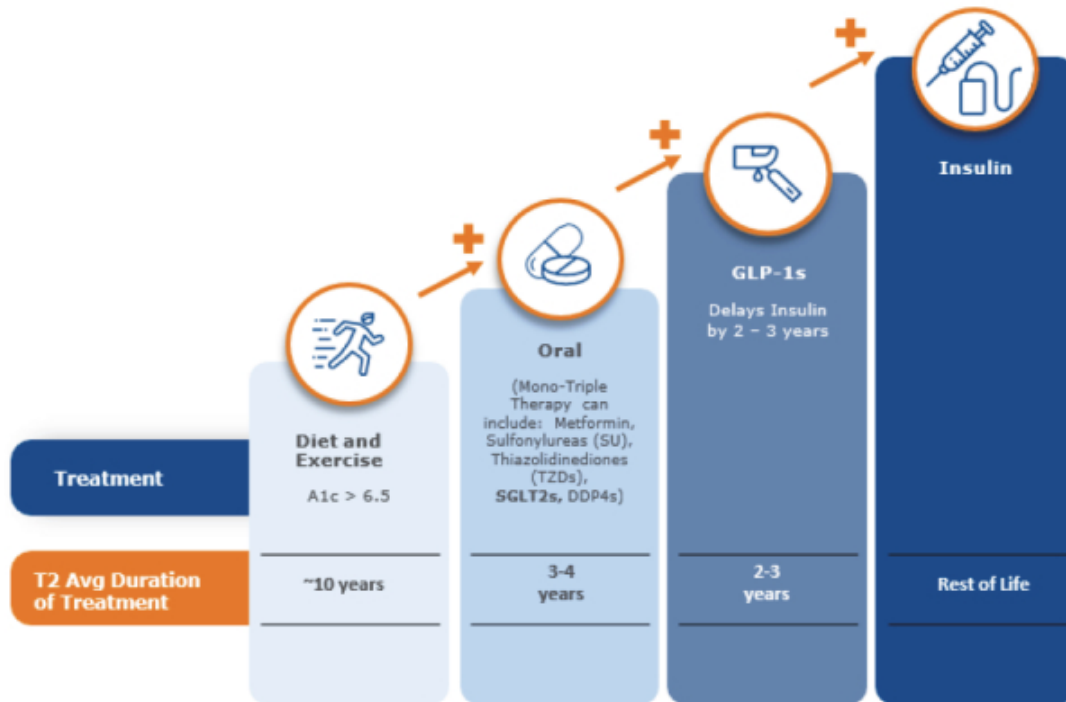 Insulin
GLP-1s
Delays Insulin
by 2 – 3 years
Oral
(Mono-Triple
Therapy can
include: Metformin,
Sulfonylureas (SU),
Thiazolidinediones
(TZDs),
SGLT2s, DDP4s)
Diet and
Exercise
A1c > 6.5
Treatment
T2 Avg Duration
of Treatment
~10 years
3-4
years
2-3
years
Rest of Life